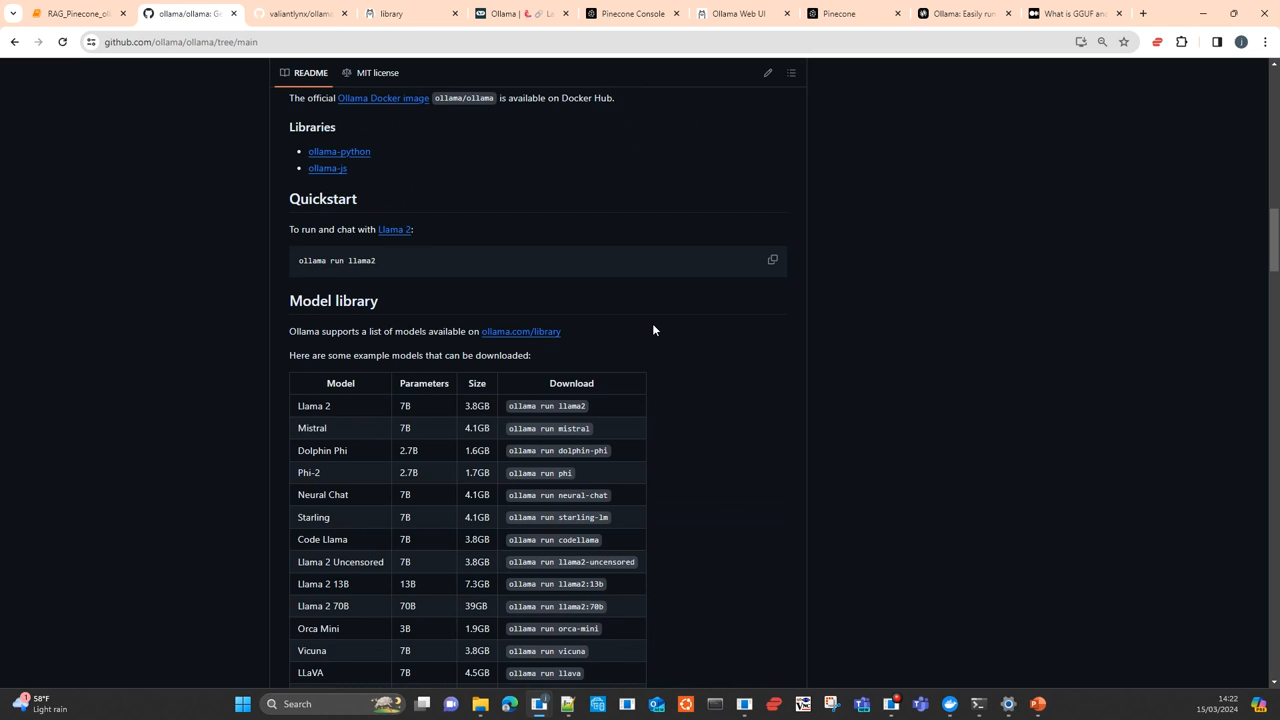 RAG_Pinecone_oll
ollama/ollama: Ge
valiantlynx/ollama
library
Ollama | 🦜️🔗 La
Pinecone Console
Ollama Web UI
Pinecone
Ollama: Easily run
What is GGUF and
github.com/ollama/ollama/tree/main
README
MIT license
The official Ollama Docker image ollama/ollama is available on Docker Hub.
Libraries
• ollama-python
• ollama-js
Quickstart
To run and chat with Llama 2:
ollama run llama2
Model library
Ollama supports a list of models available on ollama.com/library
Here are some example models that can be downloaded:
Model Parameters Size Download
Llama 2 7B 3.8GB ollama run llama2
Mistral 7B 4.1GB ollama run mistral
Dolphin Phi 2.7B 1.6GB ollama run dolphin-phi
Phi-2 2.7B 1.7GB ollama run phi
Neural Chat 7B 4.1GB ollama run neural-chat
Starling 7B 4.1GB ollama run starling-lm
Code Llama 7B 3.8GB ollama run codellama
Llama 2 Uncensored 7B 3.8GB ollama run llama2-uncensored
Llama 2 13B 13B 7.3GB ollama run llama2:13b
Llama 2 70B 70B 39GB ollama run llama2:70b
Orca Mini 3B 1.9GB ollama run orca-mini
Vicuna 7B 3.8GB ollama run vicuna
LLaVA 7B 4.5GB ollama run llava
1
58°F
Light rain
Search
14:22
15/03/2024